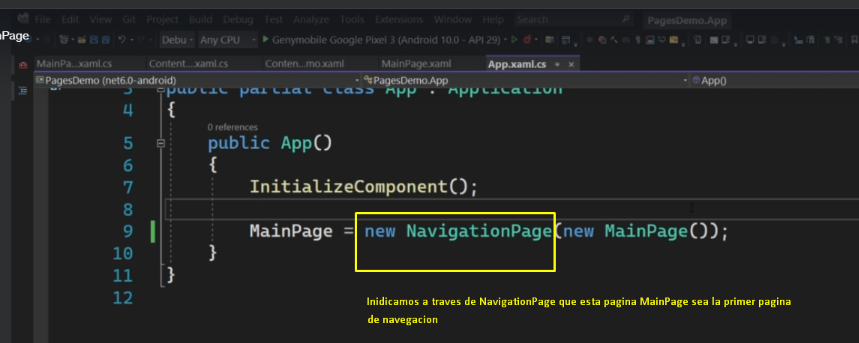 File Edit View Git Project Build Debug Test Analyze Tools Extensions Window Help Search PagesDemo.App
nPage
Debu Any CPU Genymobile Google Pixel 3 (Android 10.0 - API 29)
MainPa...xaml.cs Content...xaml.cs Conten...mo.xaml MainPage.xaml App.xaml.cs
PagesDemo (net6.0-android) PagesDemo.App App()
3 public partial class App : Application
4 {
0 references
5 public App()
6 {
7 InitializeComponent();
8
9 MainPage = new NavigationPage(new MainPage());
10 }
11 }
12
Inidicamos a traves de NavigationPage que esta pagina MainPage sea la primer pagina
de navegacion